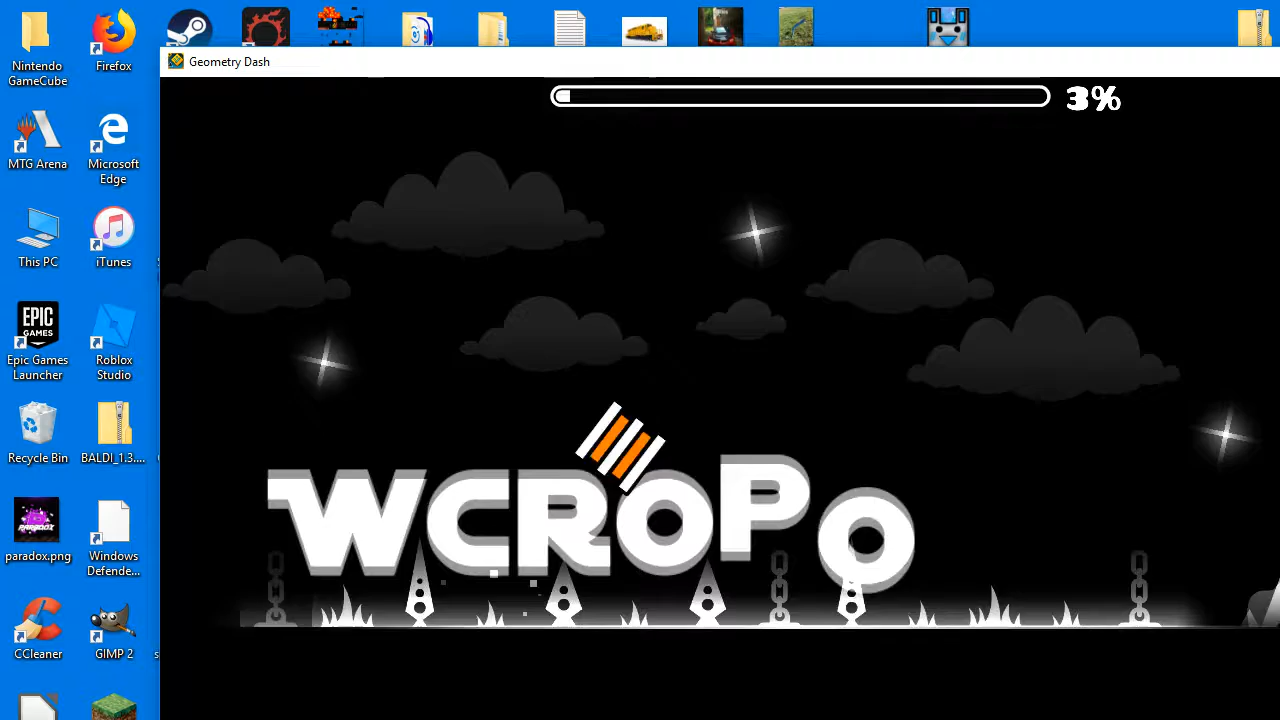 Nintendo
GameCube
Firefox
MTG Arena
Microsoft
Edge
This PC
iTunes
EPIC
GAMES
Epic Games
Launcher
Roblox
Studio
Recycle Bin
BALDI_1.3....
PARADOX
paradox.png
Windows
Defende...
CCleaner
GIMP 2
Geometry Dash
3%
WCROPO